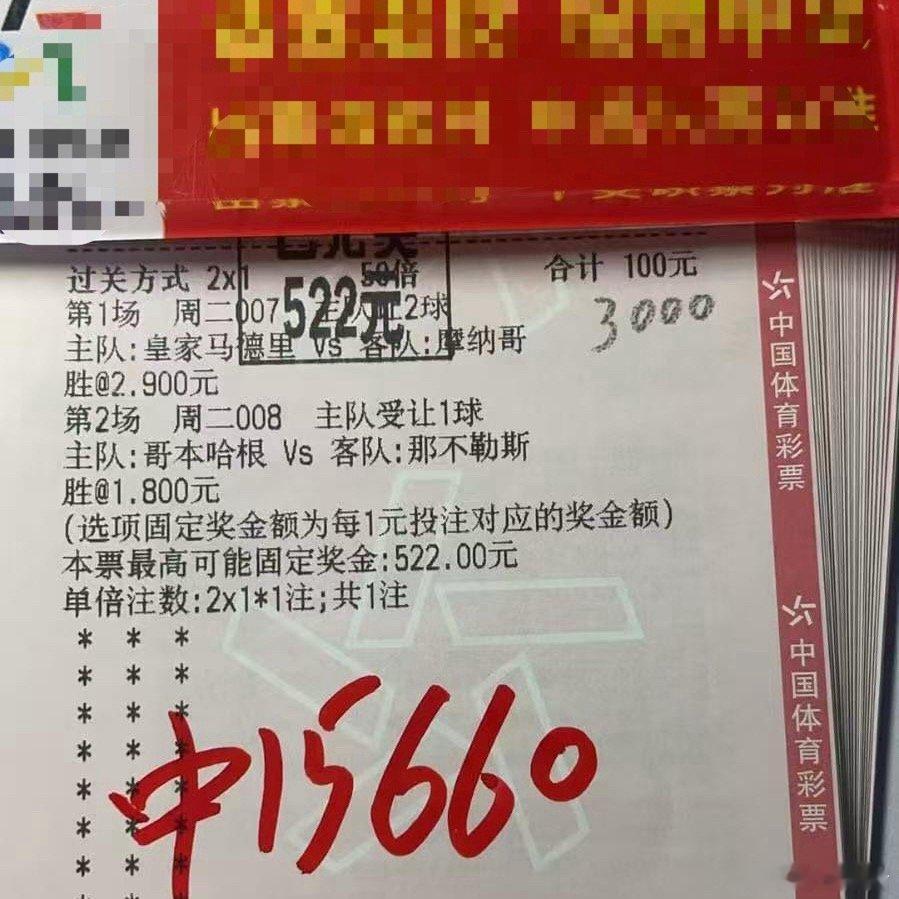 过关方式 2x1 50倍 合计 100元
3000
已兑奖
522元
第1场 周二007 主队让2球
主队:皇家马德里 Vs 客队:摩纳哥
胜@2.900元
第2场 周二008 主队受让1球
主队:哥本哈根 Vs 客队:那不勒斯
胜@1.800元
(选项固定奖金额为每1元投注对应的奖金额)
本票最高可能固定奖金:522.00元
单倍注数:2x1*1注;共1注
* * *
* * *
* * *
* * *
* * *
* * *
* * *
中15660
中国体育彩票
中国体育彩票